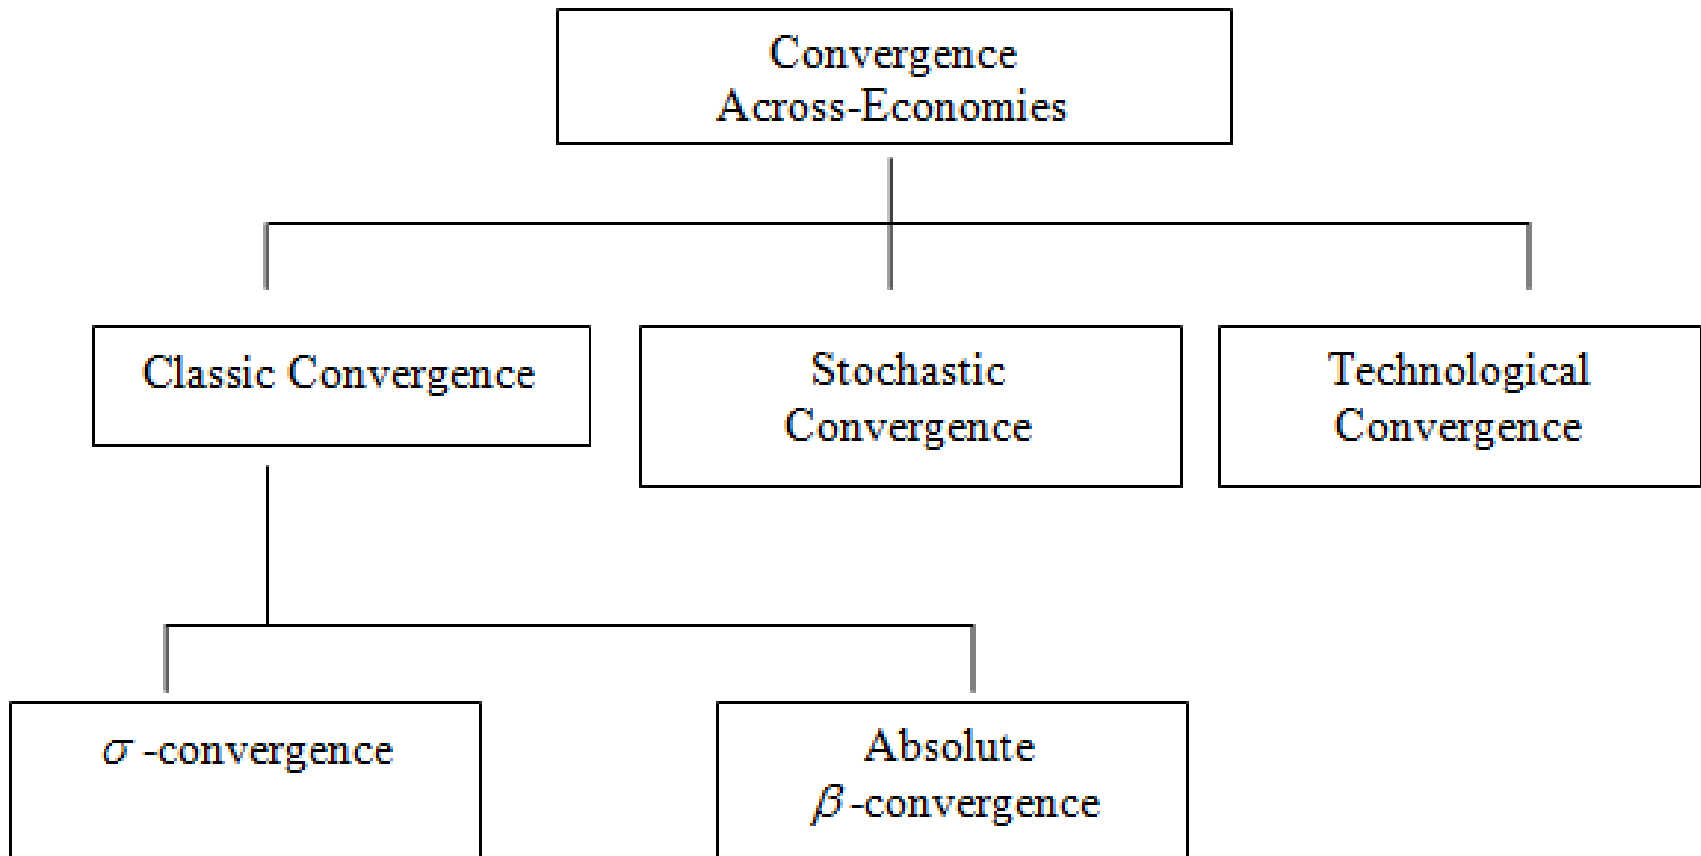 Convergence
Across-Economies
Classic Convergence
Stochastic
Convergence
Technological
Convergence
σ -convergence
Absolute
β -convergence